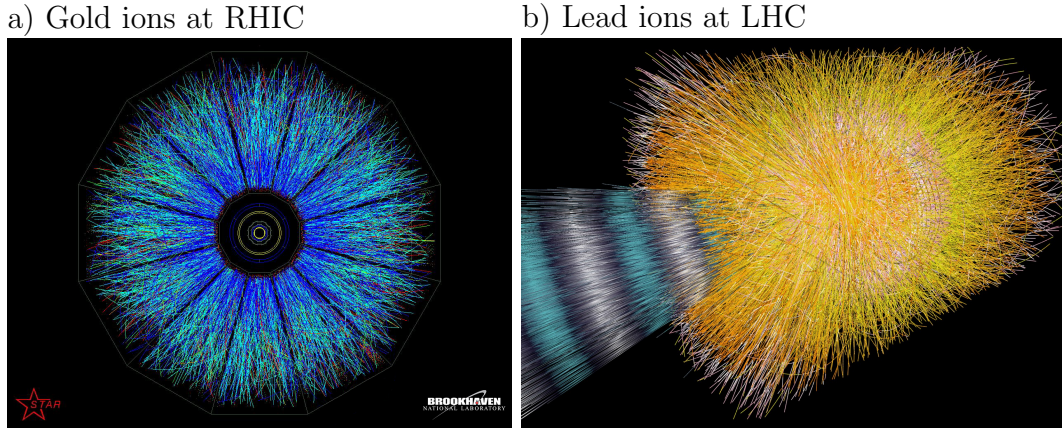 a) Gold ions at RHIC
b) Lead ions at LHC
STAR
BROOKHAVEN
NATIONAL LABORATORY